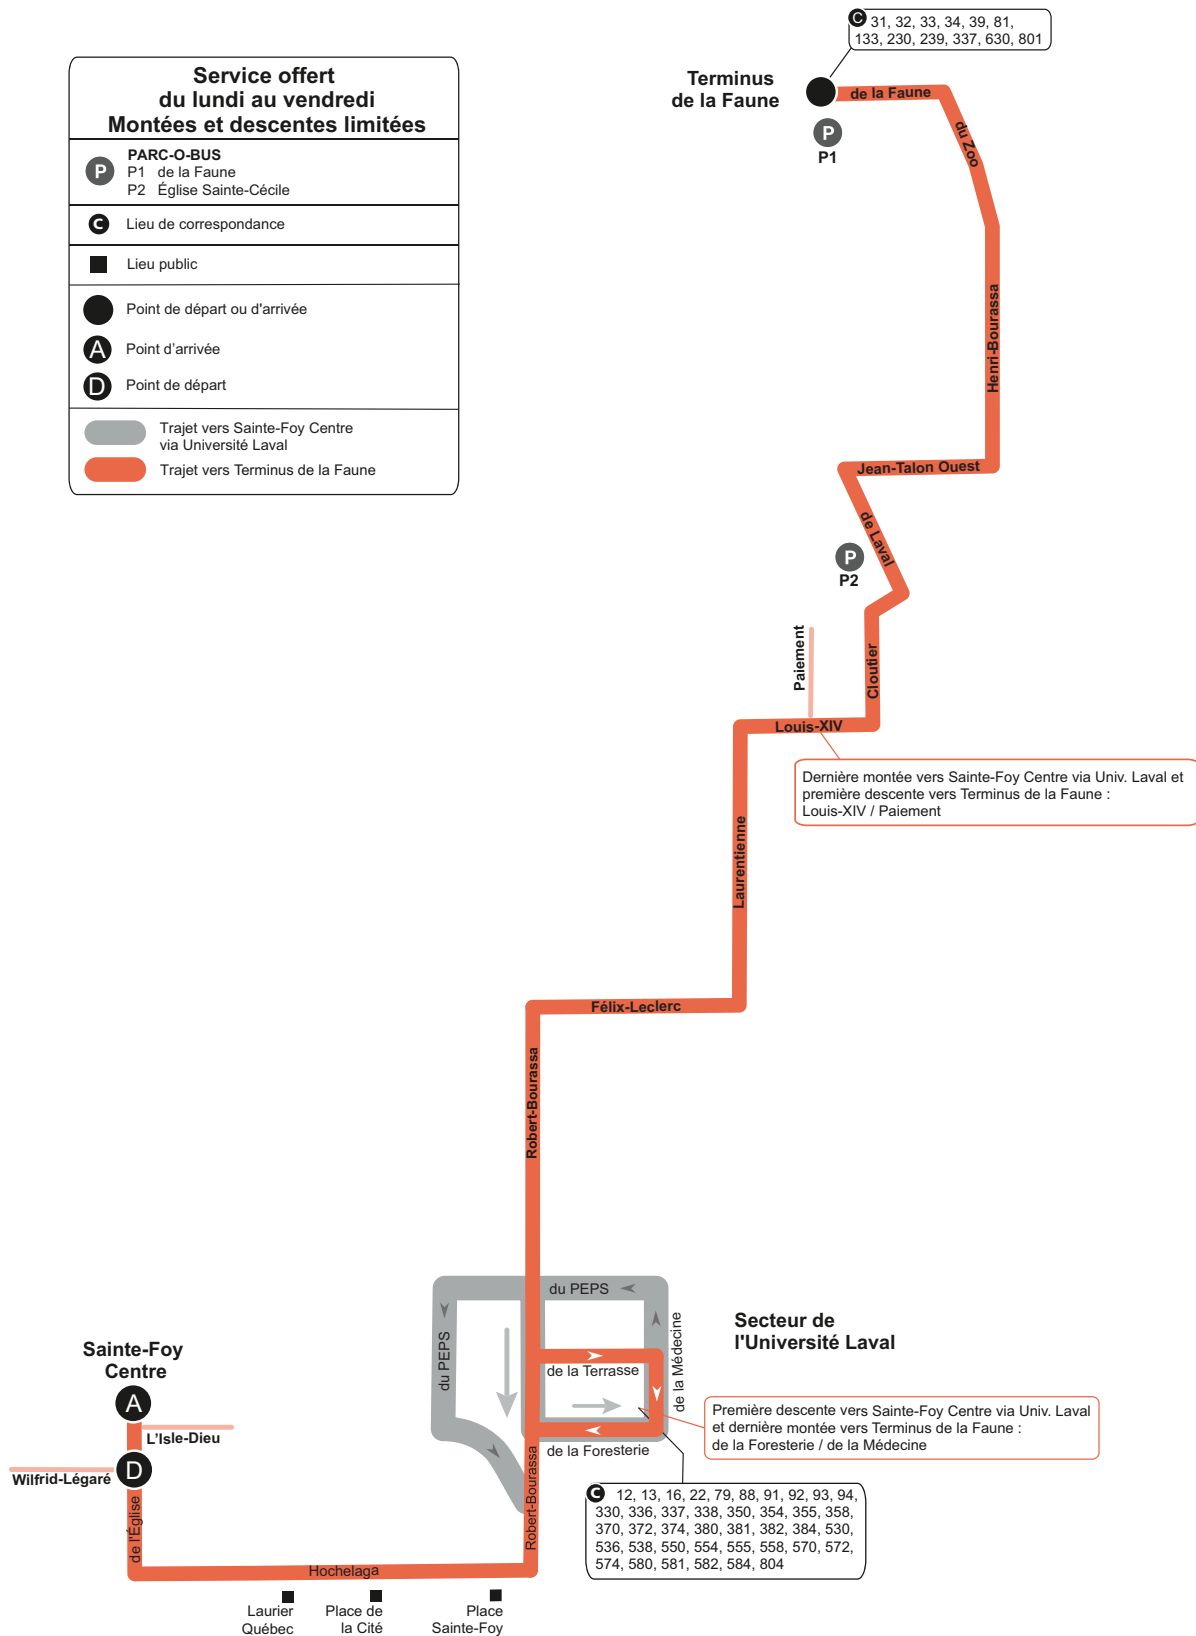 C 31, 32, 33, 34, 39, 81,
133, 230, 239, 337, 630, 801
Service offert
du lundi au vendredi
Montées et descentes limitées
P
PARC-O-BUS
P1 de la Faune
P2 Église Sainte-Cécile
C Lieu de correspondance
Lieu public
Point de départ ou d'arrivée
A Point d'arrivée
D Point de départ
Trajet vers Sainte-Foy Centre
via Université Laval
Trajet vers Terminus de la Faune
Terminus
de la Faune
de la Faune
P
P1
du Zoo
Henri-Bourassa
Jean-Talon Ouest
de Laval
P
P2
Paiement
Cloutier
Louis-XIV
Dernière montée vers Sainte-Foy Centre via Univ. Laval et
première descente vers Terminus de la Faune :
Louis-XIV / Paiement
Laurentienne
Félix-Leclerc
Robert-Bourassa
du PEPS
du PEPS
de la Médecine
Secteur de
l'Université Laval
de la Terrasse
Sainte-Foy
Centre
A
L'Isle-Dieu
Première descente vers Sainte-Foy Centre via Univ. Laval
et dernière montée vers Terminus de la Faune :
de la Foresterie / de la Médecine
de la Foresterie
D
Wilfrid-Légaré
Robert-Bourassa
de l'Église
C 12, 13, 16, 22, 79, 88, 91, 92, 93, 94,
330, 336, 337, 338, 350, 354, 355, 358,
370, 372, 374, 380, 381, 382, 384, 530,
536, 538, 550, 554, 555, 558, 570, 572,
574, 580, 581, 582, 584, 804
Hochelaga
Laurier
Québec
Place de
la Cité
Place
Sainte-Foy